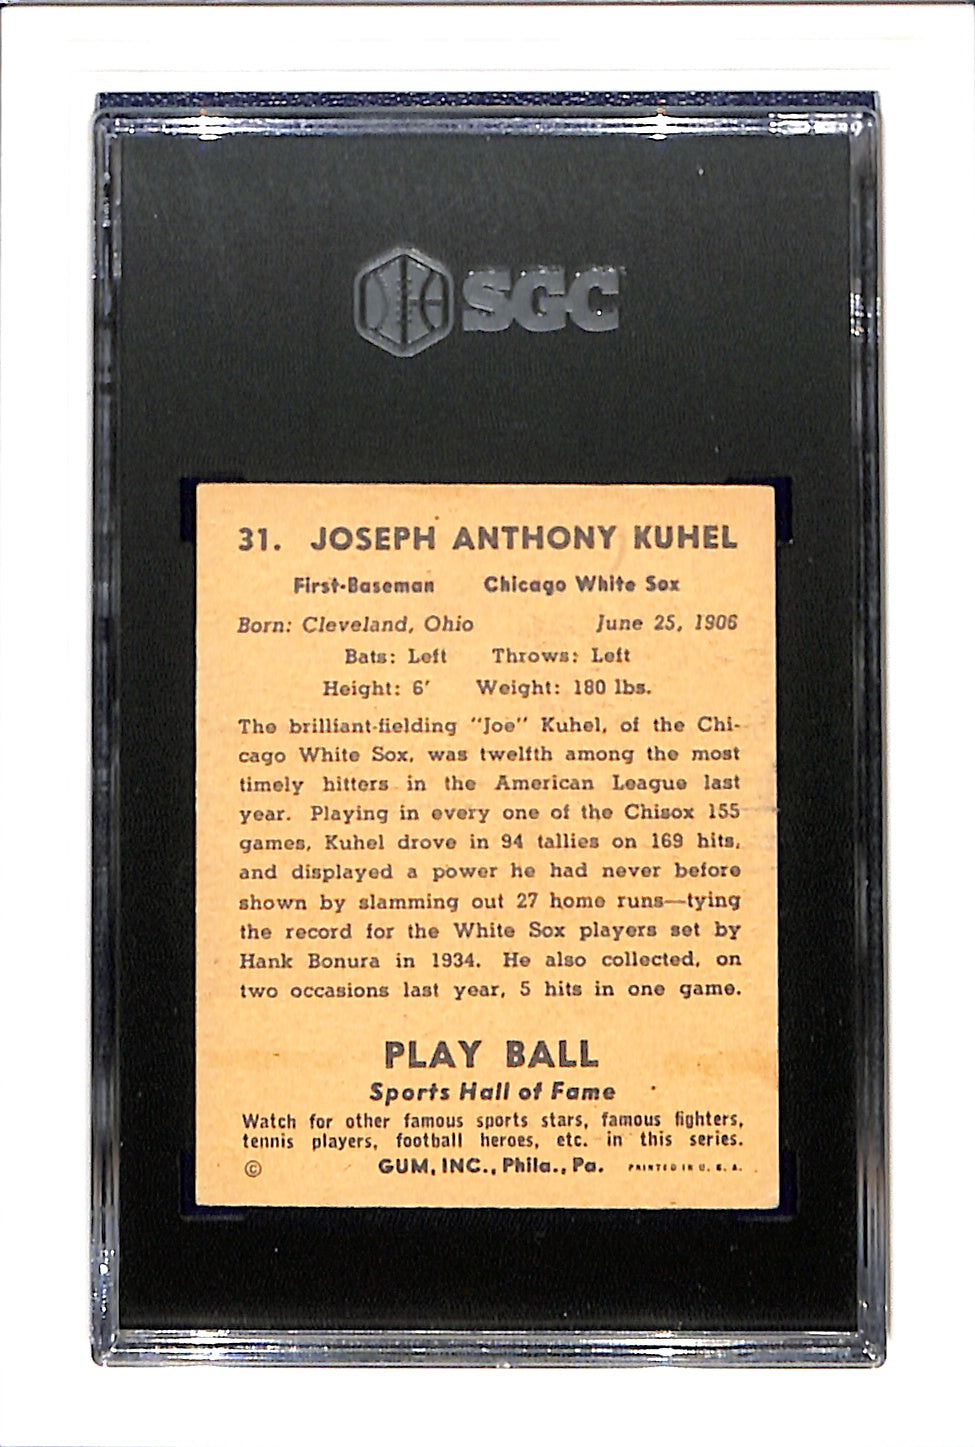 SGC
31. JOSEPH ANTHONY KUHEL
First-Baseman Chicago White Sox
Born: Cleveland, Ohio June 25, 1906
Bats: Left Throws: Left
Height: 6' Weight: 180 lbs.
The brilliant-fielding "Joe" Kuhel, of the Chi-
cago White Sox, was twelfth among the most
timely hitters in the American League last
year. Playing in every one of the Chisox 155
games, Kuhel drove in 94 tallies on 169 hits,
and displayed a power he had never before
shown by slamming out 27 home runs—tying
the record for the White Sox players set by
Hank Bonura in 1934. He also collected, on
two occasions last year, 5 hits in one game.
PLAY BALL
Sports Hall of Fame
Watch for other famous sports stars, famous fighters,
tennis players, football heroes, etc. in this series.
© GUM, INC., Phila., Pa. PRINTED IN U. S. A.